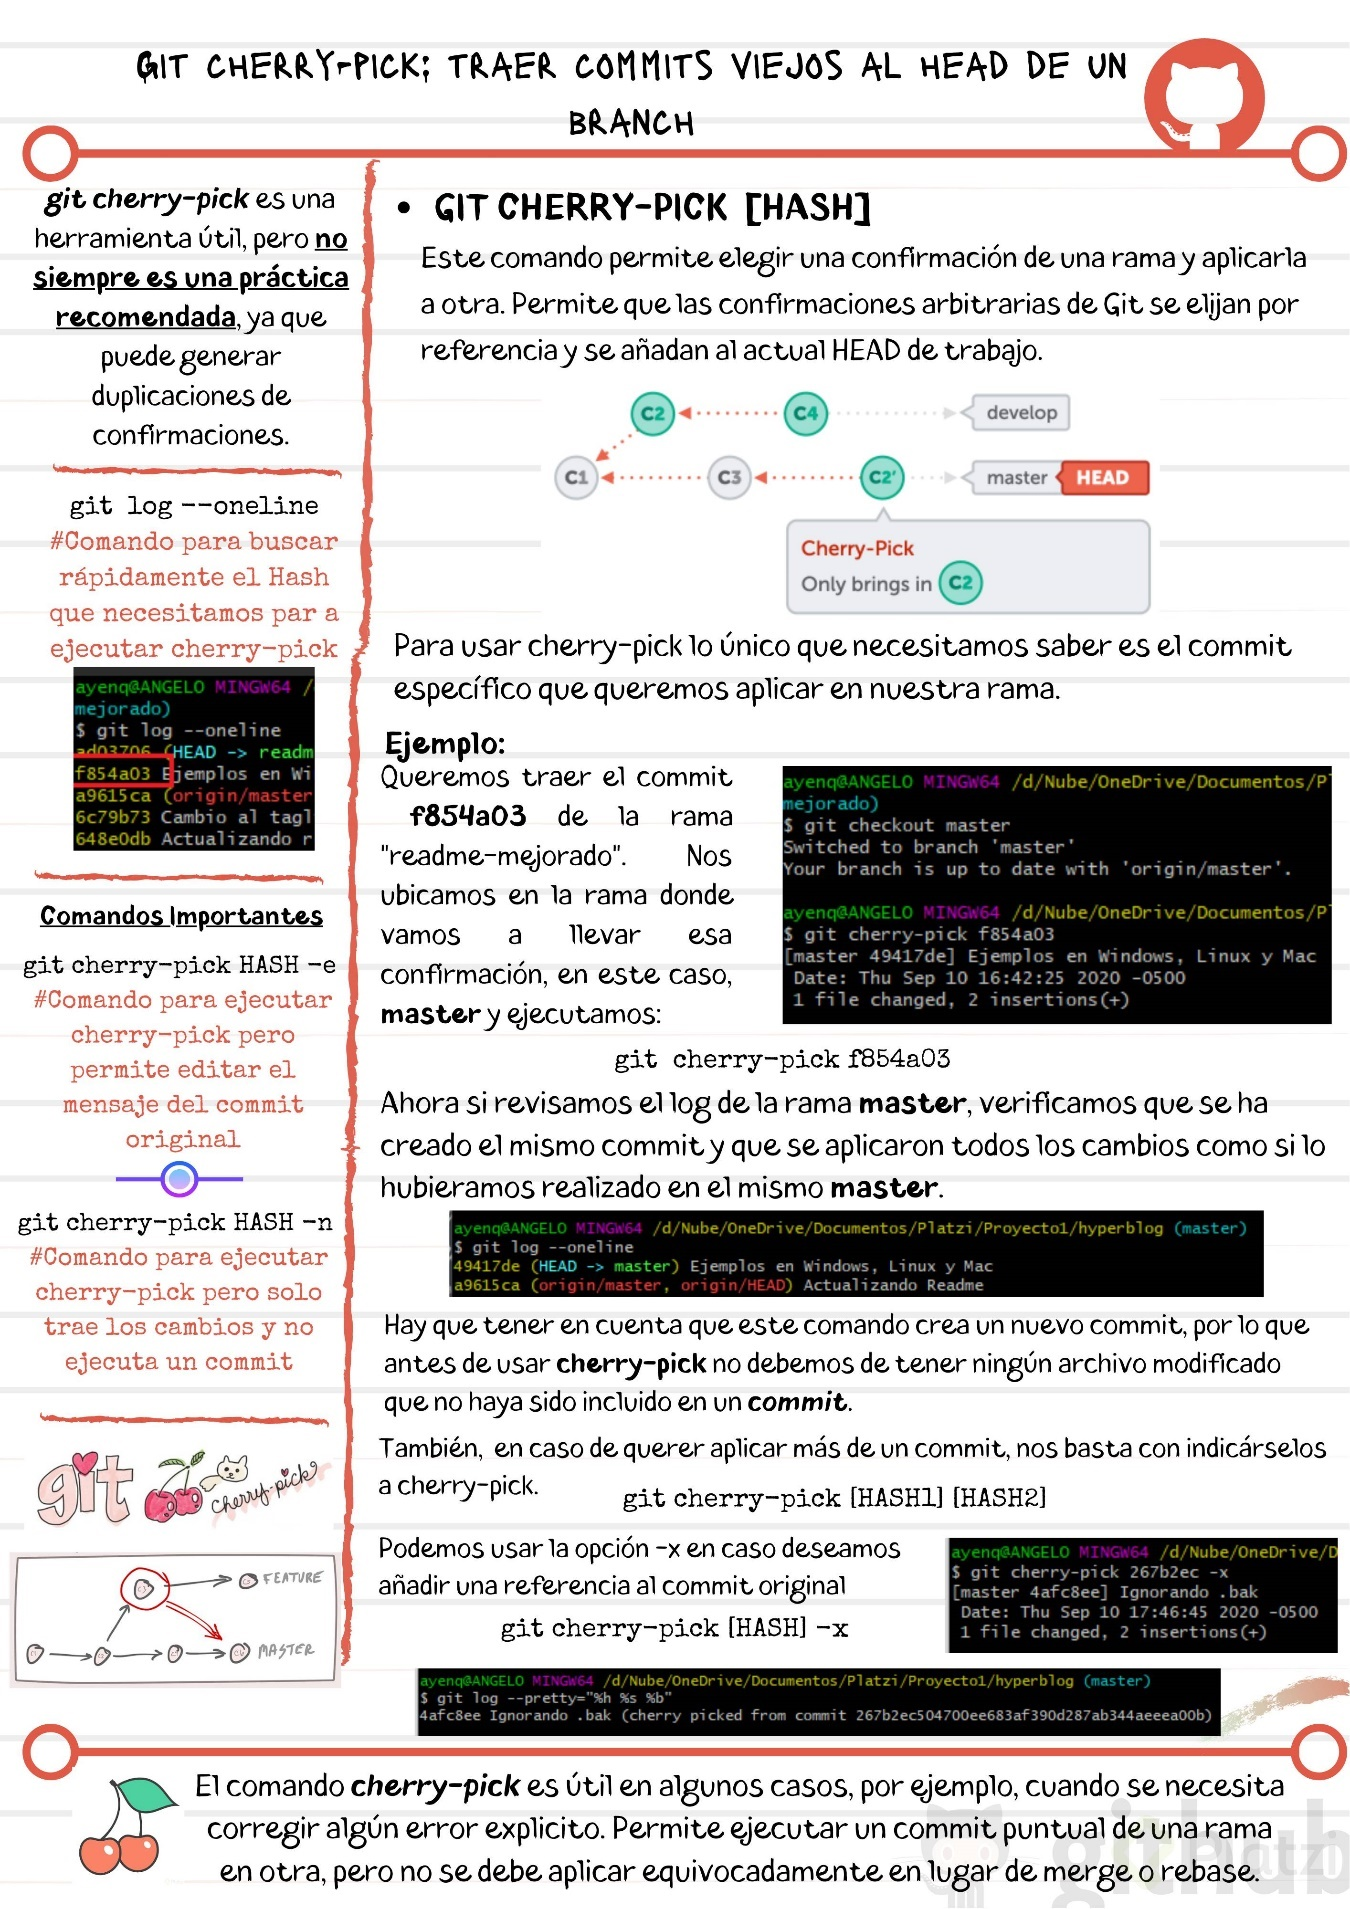 GIT CHERRY-PICK: TRAER COMMITS VIEJOS AL HEAD DE UN
BRANCH
git cherry-pick es una
herramienta útil, pero no
siempre es una práctica
recomendada, ya que
puede generar
duplicaciones de
confirmaciones.
git log --oneline
#Comando para buscar
rápidamente el Hash
que necesitamos par a
ejecutar cherry-pick
ayenq@ANGELO MINGW64 /
mejorado)
$ git log --oneline
ad03706 (HEAD -> readm
f854a03 Ejemplos en Wi
a9615ca (origin/master
6c79b73 Cambio al tagl
648e0db Actualizando r
Comandos Importantes
git cherry-pick HASH -e
#Comando para ejecutar
cherry-pick pero
permite editar el
mensaje del commit
original
git cherry-pick HASH -n
#Comando para ejecutar
cherry-pick pero solo
trae los cambios y no
ejecuta un commit
git cherry-pick
FEATURE
MASTER
• GIT CHERRY-PICK [HASH]
Este comando permite elegir una confirmación de una rama y aplicarla
a otra. Permite que las confirmaciones arbitrarias de Git se elijan por
referencia y se añadan al actual HEAD de trabajo.
C2 C4 develop
C1 C3 C2' master HEAD
Cherry-Pick
Only brings in C2
Para usar cherry-pick lo único que necesitamos saber es el commit
específico que queremos aplicar en nuestra rama.
Ejemplo:
Queremos traer el commit
f854a03 de la rama
"readme-mejorado". Nos
ubicamos en la rama donde
vamos a llevar esa
confirmación, en este caso,
master y ejecutamos:
ayenq@ANGELO MINGW64 /d/Nube/OneDrive/Documentos/P
mejorado)
$ git checkout master
Switched to branch 'master'
Your branch is up to date with 'origin/master'.
ayenq@ANGELO MINGW64 /d/Nube/OneDrive/Documentos/P
$ git cherry-pick f854a03
[master 49417de] Ejemplos en Windows, Linux y Mac
Date: Thu Sep 10 16:42:25 2020 -0500
1 file changed, 2 insertions(+)
git cherry-pick f854a03
Ahora si revisamos el log de la rama master, verificamos que se ha
creado el mismo commit y que se aplicaron todos los cambios como si lo
hubieramos realizado en el mismo master.
ayenq@ANGELO MINGW64 /d/Nube/OneDrive/Documentos/Platzi/Proyecto1/hyperblog (master)
$ git log --oneline
49417de (HEAD -> master) Ejemplos en Windows, Linux y Mac
a9615ca (origin/master, origin/HEAD) Actualizando Readme
Hay que tener en cuenta que este comando crea un nuevo commit, por lo que
antes de usar cherry-pick no debemos de tener ningún archivo modificado
que no haya sido incluido en un commit.
También, en caso de querer aplicar más de un commit, nos basta con indicárselos
a cherry-pick.
git cherry-pick [HASH1] [HASH2]
Podemos usar la opción -x en caso deseamos
añadir una referencia al commit original
git cherry-pick [HASH] -x
ayenq@ANGELO MINGW64 /d/Nube/OneDrive/D
$ git cherry-pick 267b2ec -x
[master 4afc8ee] Ignorando .bak
Date: Thu Sep 10 17:46:45 2020 -0500
1 file changed, 2 insertions(+)
ayenq@ANGELO MINGW64 /d/Nube/OneDrive/Documentos/Platzi/Proyecto1/hyperblog (master)
$ git log --pretty="%h %s %b"
4afc8ee Ignorando .bak (cherry picked from commit 267b2ec504700ee683af390d287ab344aeeea00b)
El comando cherry-pick es útil en algunos casos, por ejemplo, cuando se necesita
corregir algún error explicito. Permite ejecutar un commit puntual de una rama
en otra, pero no se debe aplicar equivocadamente en lugar de merge o rebase.
github